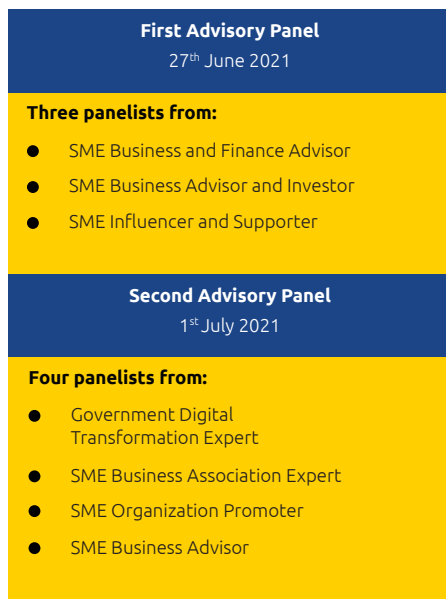 First Advisory Panel
27th June 2021
Three panelists from:
● SME Business and Finance Advisor
● SME Business Advisor and Investor
● SME Influencer and Supporter
Second Advisory Panel
1st July 2021
Four panelists from:
● Government Digital
Transformation Expert
● SME Business Association Expert
● SME Organization Promoter
● SME Business Advisor